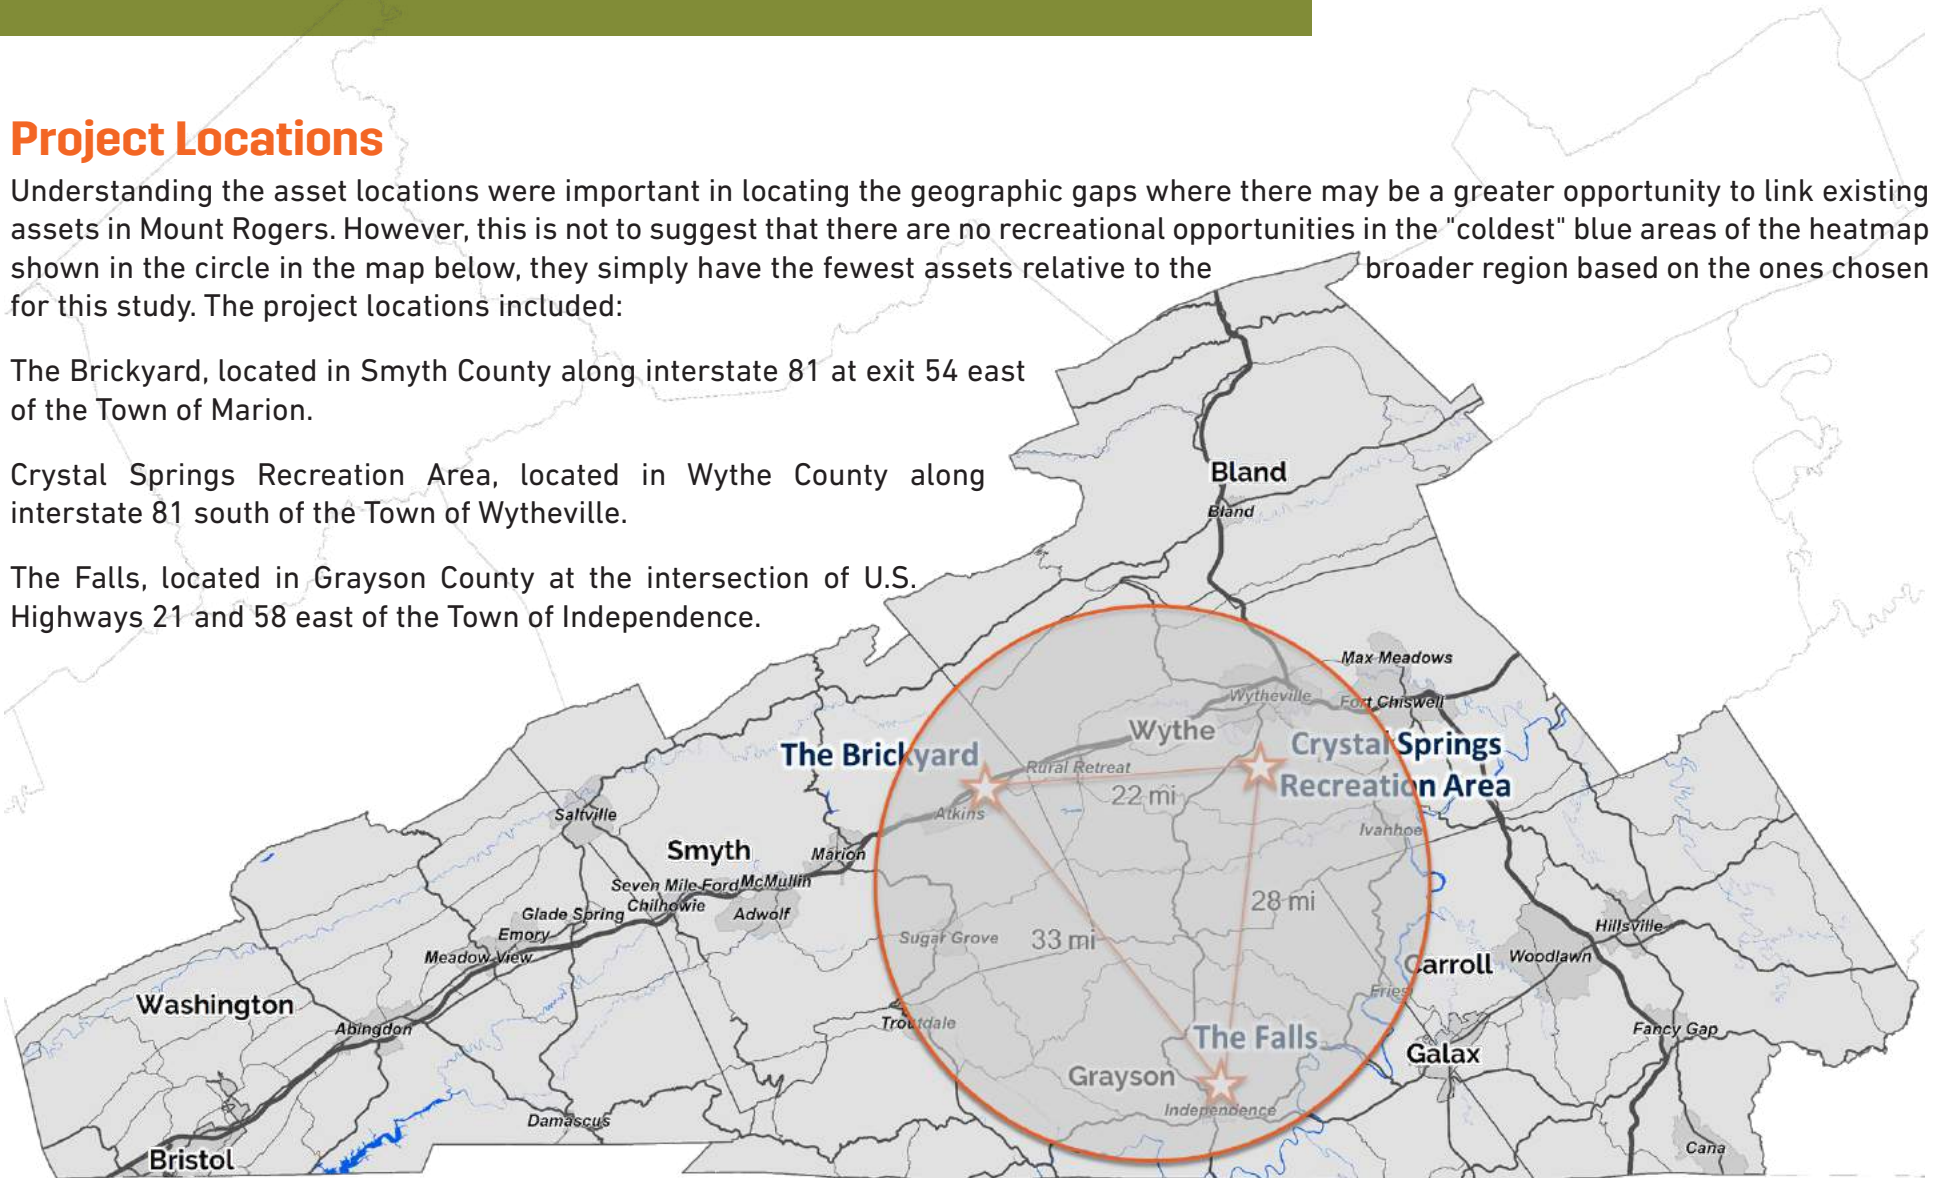 Project Locations
Understanding the asset locations were important in locating the geographic gaps where there may be a greater opportunity to link existing
assets in Mount Rogers. However, this is not to suggest that there are no recreational opportunities in the "coldest" blue areas of the heatmap
shown in the circle in the map below, they simply have the fewest assets relative to the broader region based on the ones chosen
for this study. The project locations included:
The Brickyard, located in Smyth County along interstate 81 at exit 54 east
of the Town of Marion.
Crystal Springs Recreation Area, located in Wythe County along
interstate 81 south of the Town of Wytheville.
The Falls, located in Grayson County at the intersection of U.S.
Highways 21 and 58 east of the Town of Independence.
Bland
Bland
Max Meadows
Wytheville
Fort Chiswell
Wythe
The Brickyard
Crystal Springs
Recreation Area
Rural Retreat
22 mi
Atkins
Ivanhoe
Saltville
Smyth
Marion
Seven Mile Ford
McMullin
Chilhowie
Adwolf
28 mi
Glade Spring
Emory
Sugar Grove
33 mi
Hillsville
Meadow View
Carroll
Woodlawn
Fries
Washington
Abingdon
Troutdale
The Falls
Fancy Gap
Galax
Grayson
Independence
Damascus
Cana
Bristol